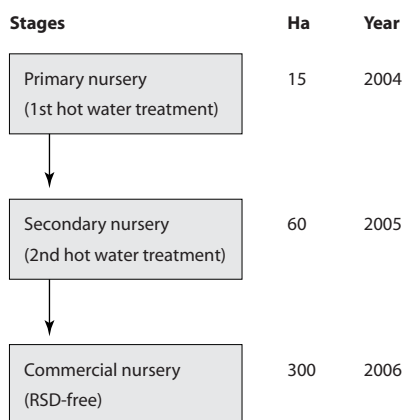 Stages Ha Year
Primary nursery 15 2004
(1st hot water treatment)
Secondary nursery 60 2005
(2nd hot water treatment)
Commercial nursery 300 2006
(RSD-free)